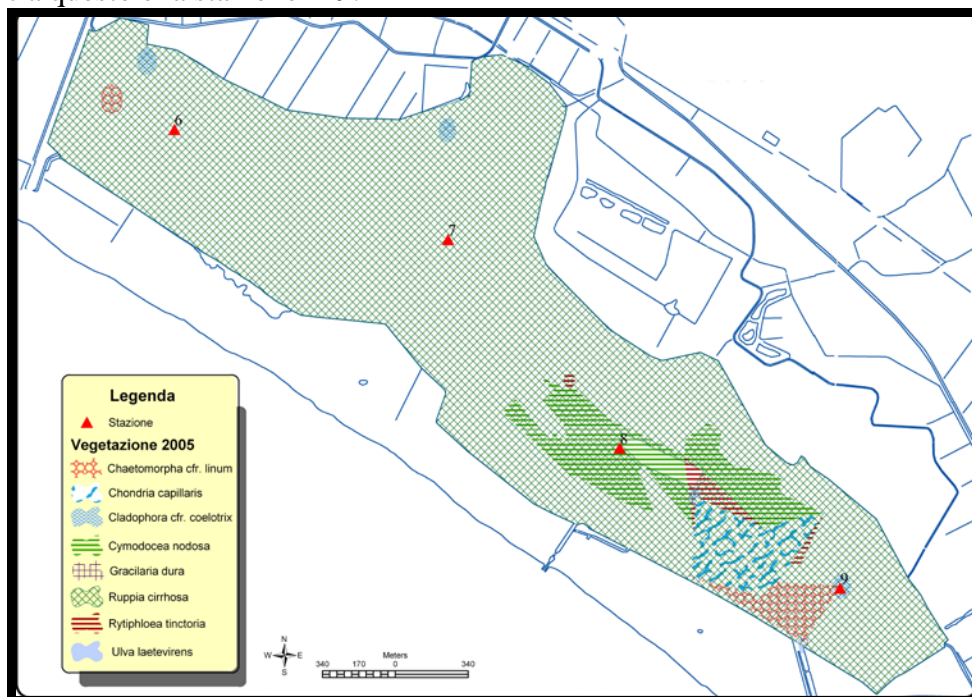 6
7
8
9
Legenda
Stazione
Vegetazione 2005
Chaetomorpha cfr. linum
Chondria capillaris
Cladophora cfr. coelotrix
Cymodocea nodosa
Gracilaria dura
Ruppia cirrhosa
Rytiphloea tinctoria
Ulva laetevirens
N
W E
S
Meters
340 170 0 340